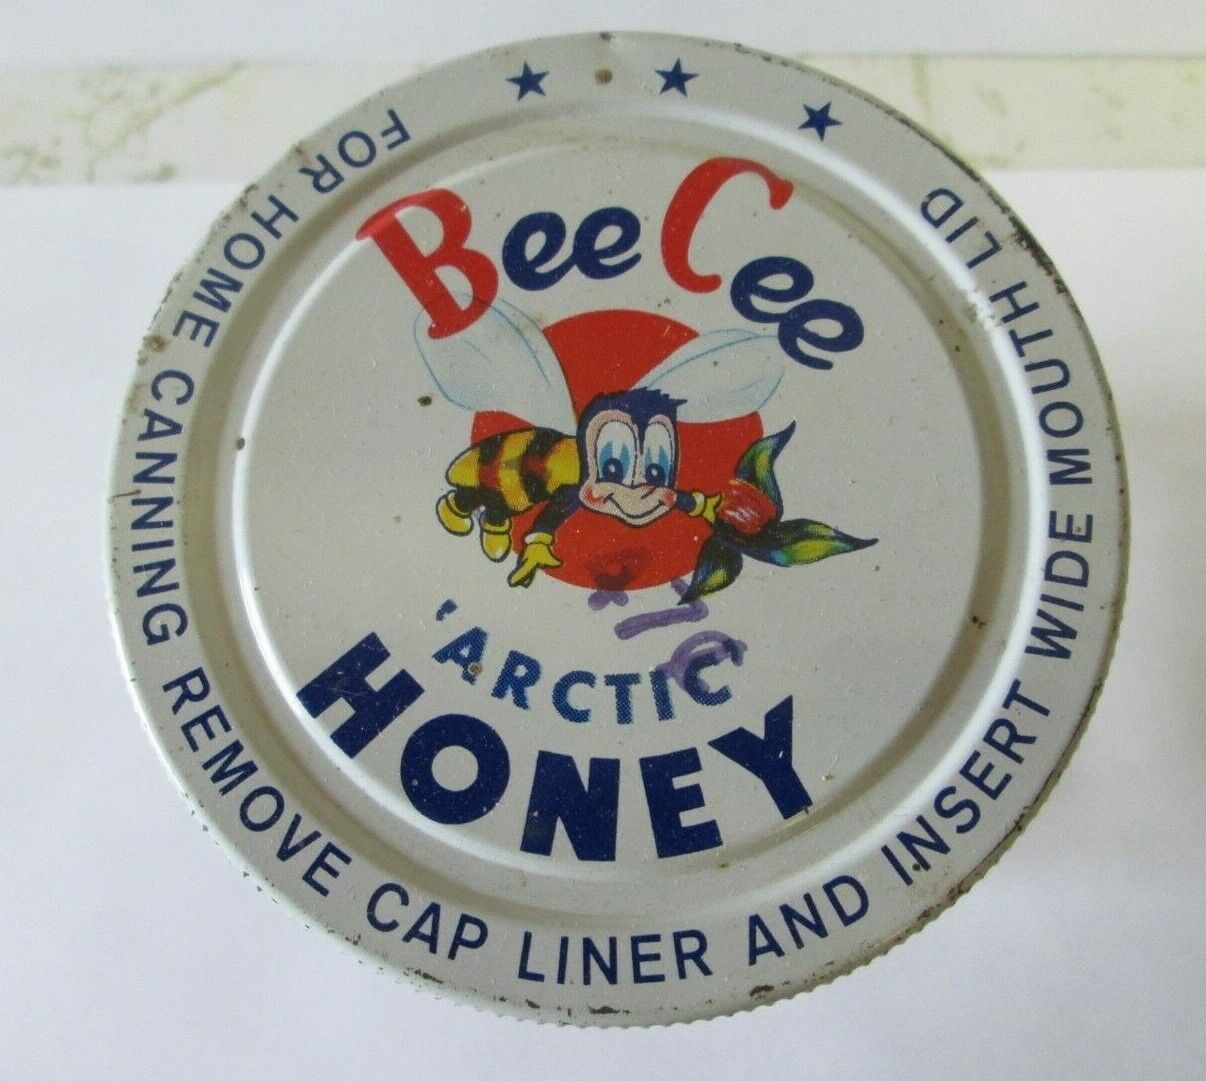 Bee Cee
'ARCTIC'
HONEY
FOR HOME CANNING REMOVE CAP LINER AND INSERT WIDE MOUTH LID